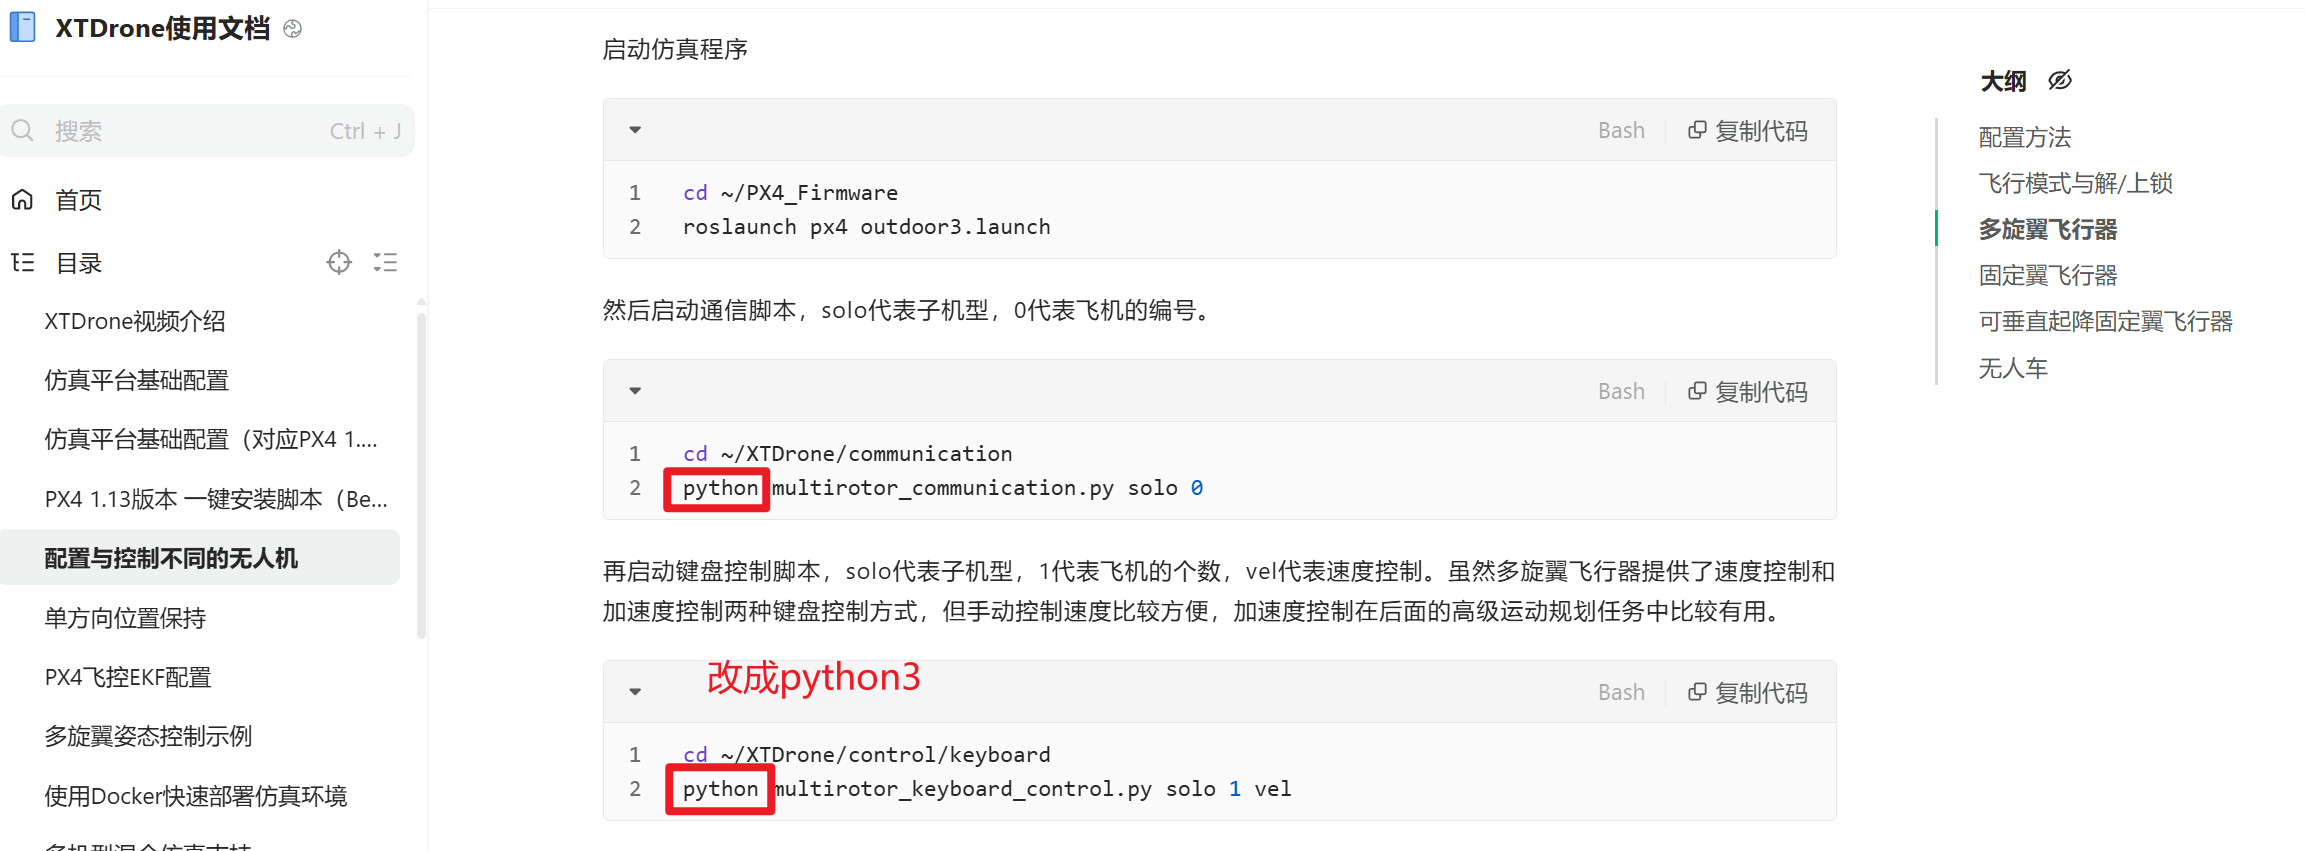 XTDrone使用文档
搜索 Ctrl + J
首页
目录
XTDrone视频介绍
仿真平台基础配置
仿真平台基础配置（对应PX4 1....
PX4 1.13版本 一键安装脚本（Be...
配置与控制不同的无人机
单方向位置保持
PX4飞控EKF配置
多旋翼姿态控制示例
使用Docker快速部署仿真环境
启动仿真程序
Bash 复制代码
1 cd ~/PX4_Firmware
2 roslaunch px4 outdoor3.launch
然后启动通信脚本，solo代表子机型，0代表飞机的编号。
Bash 复制代码
1 cd ~/XTDrone/communication
2 python multirotor_communication.py solo 0
再启动键盘控制脚本，solo代表子机型，1代表飞机的个数，vel代表速度控制。虽然多旋翼飞行器提供了速度控制和
加速度控制两种键盘控制方式，但手动控制速度比较方便，加速度控制在后面的高级运动规划任务中比较有用。
改成python3
Bash 复制代码
1 cd ~/XTDrone/control/keyboard
2 python multirotor_keyboard_control.py solo 1 vel
大纲
配置方法
飞行模式与解/上锁
多旋翼飞行器
固定翼飞行器
可垂直起降固定翼飞行器
无人车